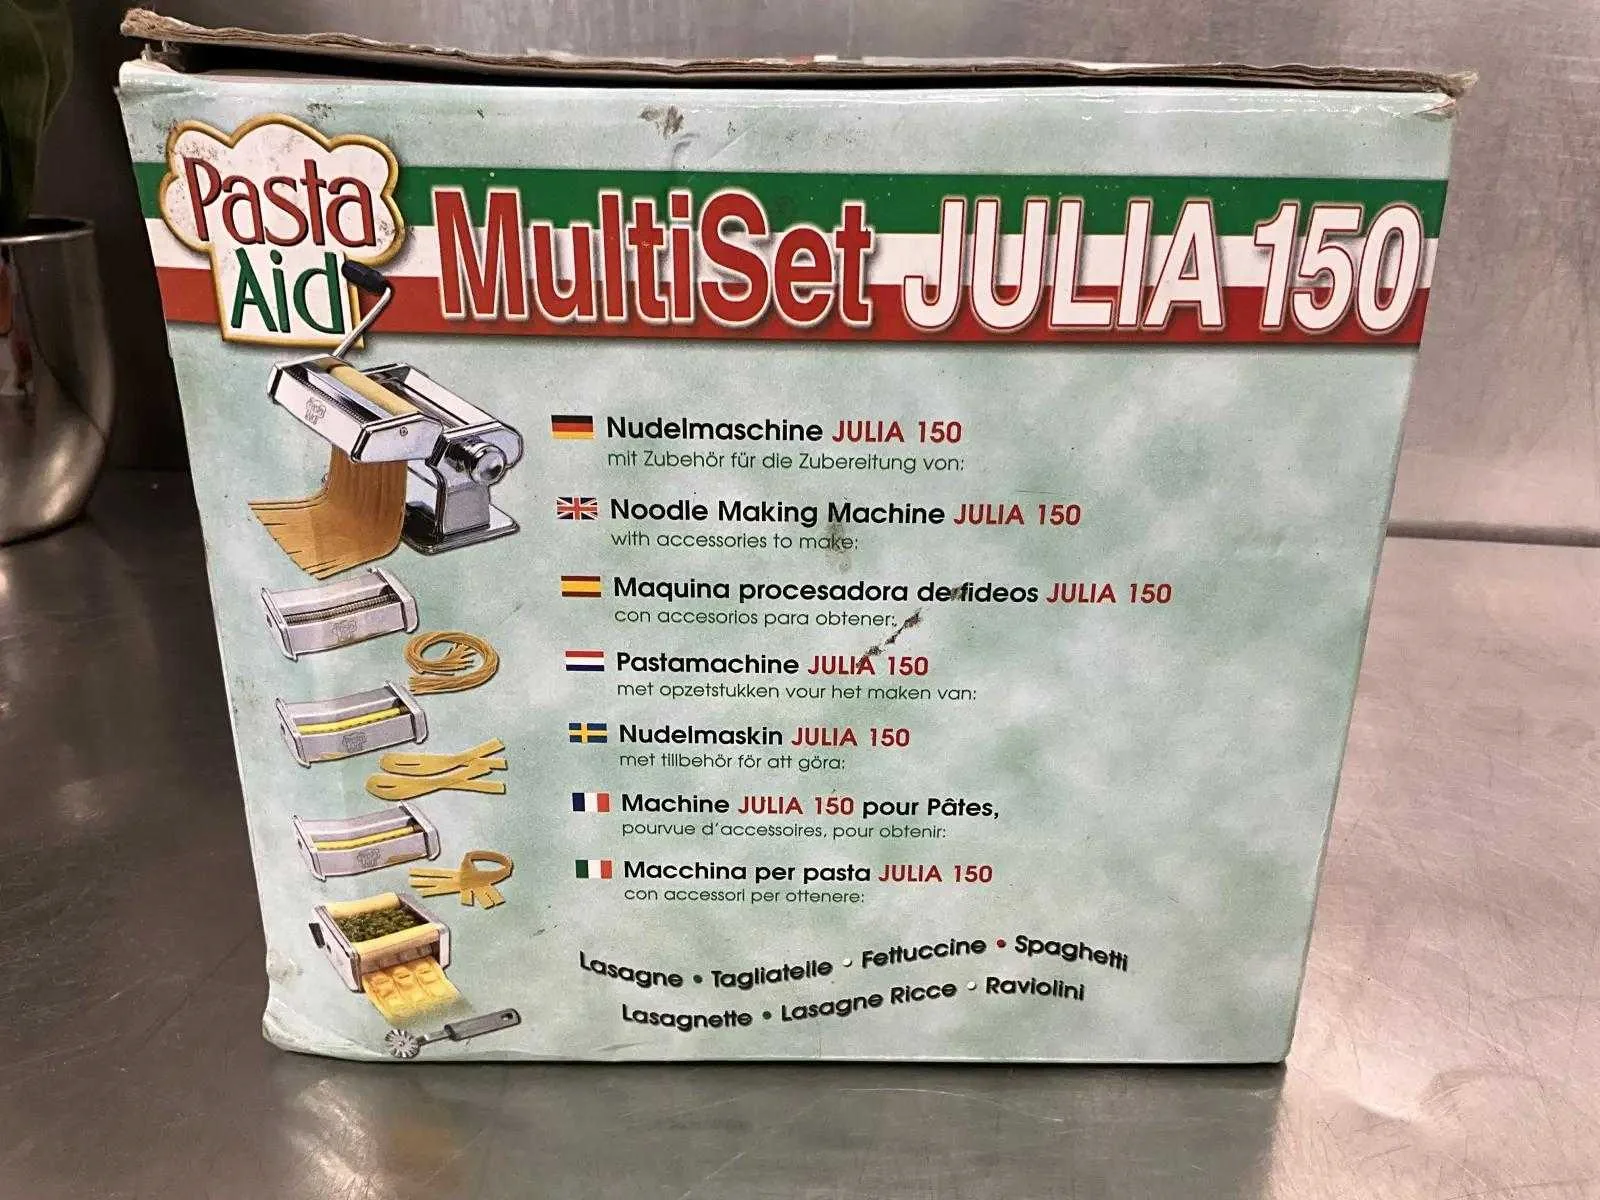 Pasta
Aid
MultiSet JULIA 150
Nudelmaschine JULIA 150
mit Zubehör für die Zubereitung von:
Noodle Making Machine JULIA 150
with accessories to make:
Maquina procesadora de fideos JULIA 150
con accesorios para obtener:
Pastamachine JULIA 150
met opzetstukken vour het maken van:
Nudelmaskin JULIA 150
met tillbehör för att göra:
Machine JULIA 150 pour Pâtes,
pourvue d'accessoires, pour obtenir:
Macchina per pasta JULIA 150
con accessori per ottenere:
Lasagne • Tagliatelle • Fettuccine • Spaghetti
Lasagnette • Lasagne Ricce • Raviolini